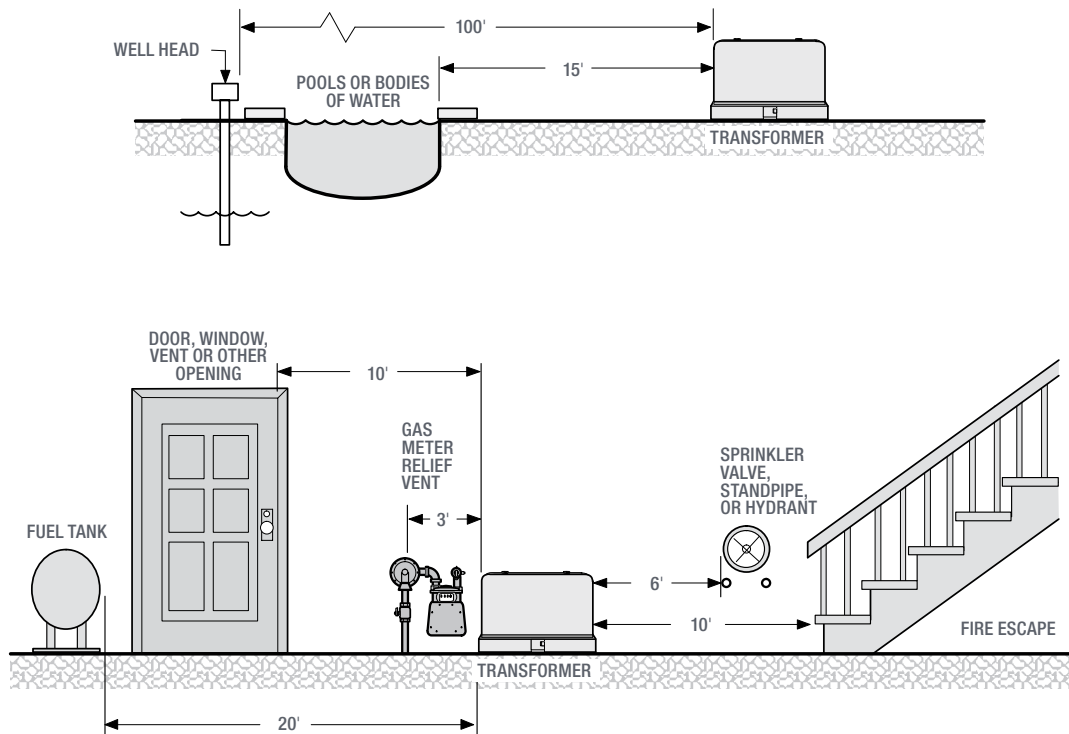 100'
WELL HEAD
15'
POOLS OR BODIES
OF WATER
TRANSFORMER
DOOR, WINDOW,
VENT OR OTHER
OPENING
10'
GAS
METER
RELIEF
VENT
3'
SPRINKLER
VALVE,
STANDPIPE,
OR HYDRANT
FUEL TANK
6'
10'
FIRE ESCAPE
TRANSFORMER
20'